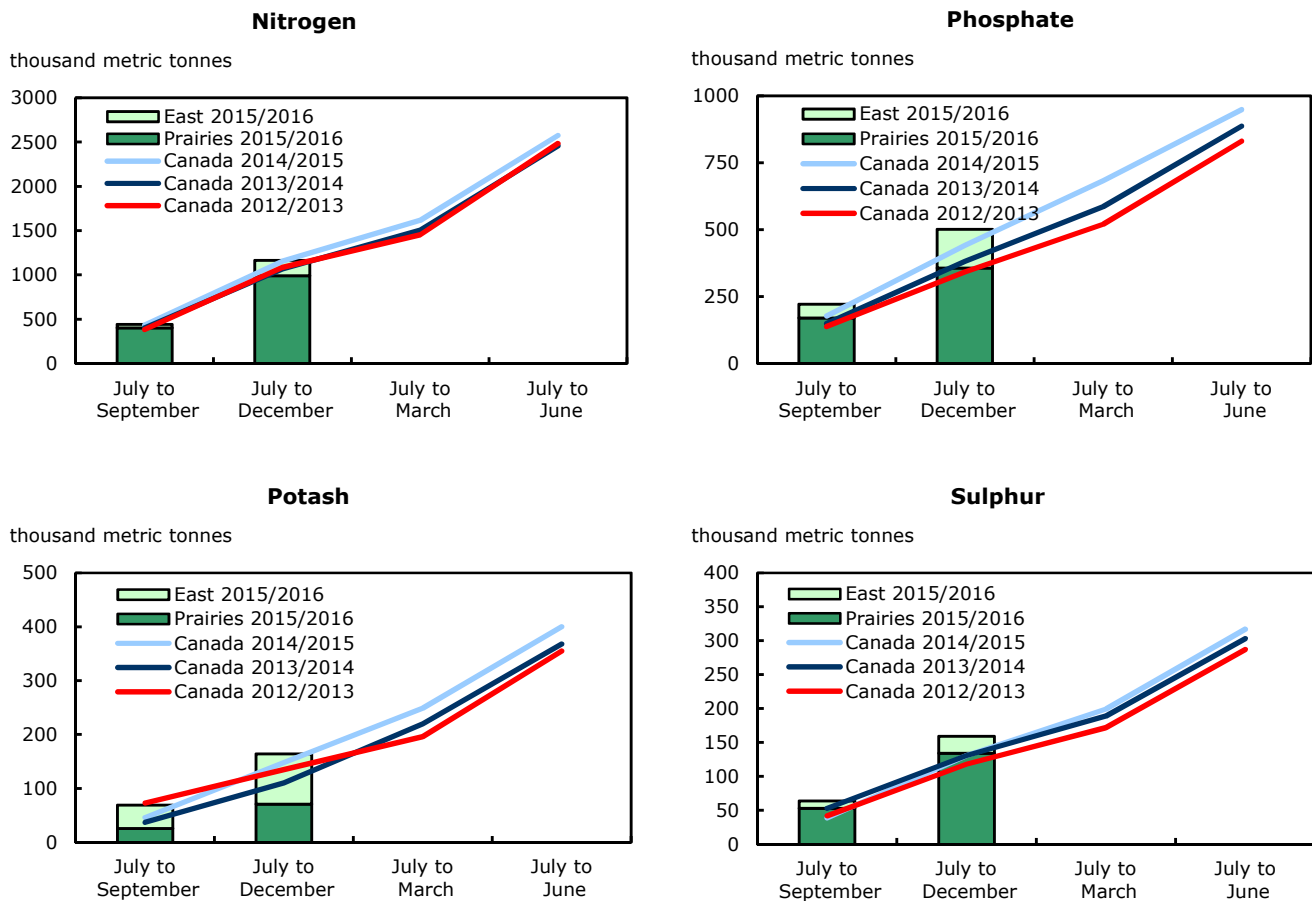 Nitrogen
thousand metric tonnes
3000
2500
2000
1500
1000
500
0
East 2015/2016
Prairies 2015/2016
Canada 2014/2015
Canada 2013/2014
Canada 2012/2013
July to
September
July to
December
July to
March
July to
June
Phosphate
thousand metric tonnes
1000
750
500
250
0
East 2015/2016
Prairies 2015/2016
Canada 2014/2015
Canada 2013/2014
Canada 2012/2013
July to
September
July to
December
July to
March
July to
June
Potash
thousand metric tonnes
500
400
300
200
100
0
East 2015/2016
Prairies 2015/2016
Canada 2014/2015
Canada 2013/2014
Canada 2012/2013
July to
September
July to
December
July to
March
July to
June
Sulphur
thousand metric tonnes
400
350
300
250
200
150
100
50
0
East 2015/2016
Prairies 2015/2016
Canada 2014/2015
Canada 2013/2014
Canada 2012/2013
July to
September
July to
December
July to
March
July to
June